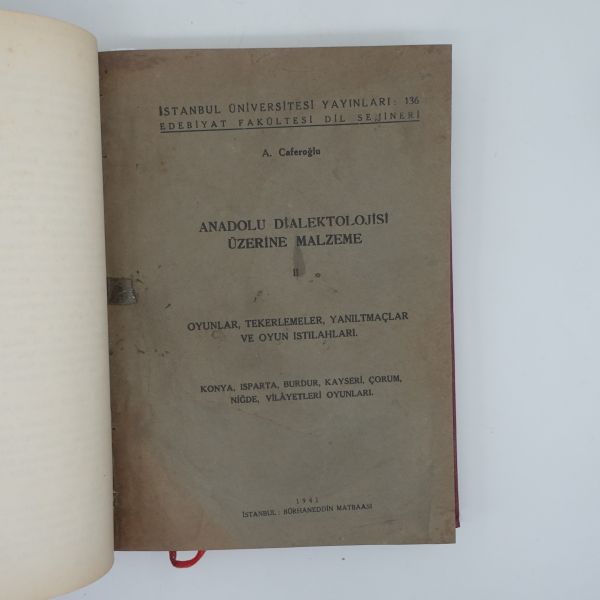 İSTANBUL ÜNİVERSİTESİ YAYINLARI: 136
EDEBİYAT FAKÜLTESİ DİL SEMİNERİ
A. Caferoğlu
ANADOLU DİALEKTOLOJİSİ
ÜZERİNE MALZEME
II
OYUNLAR, TEKERLEMELER, YANILTMAÇLAR
VE OYUN ISTILAHLARI.
KONYA, ISPARTA, BURDUR, KAYSERİ, ÇORUM,
NİĞDE, VİLÂYETLERİ OYUNLARI.
1941
İSTANBUL: BÜRHANEDDİN MATBAASI